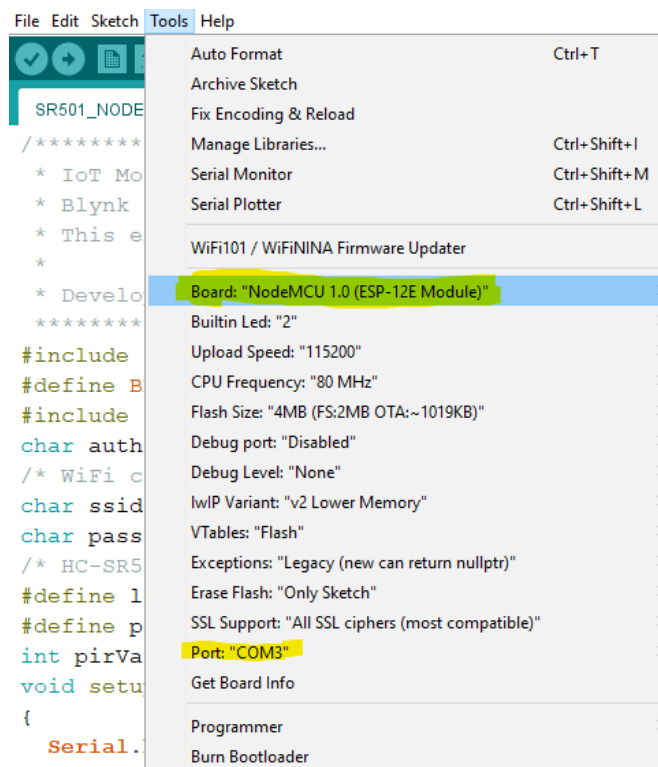 File Edit Sketch Tools Help
Auto Format Ctrl+T
Archive Sketch
SR501_NODE Fix Encoding & Reload
/********* Manage Libraries... Ctrl+Shift+I
* IoT Mo Serial Monitor Ctrl+Shift+M
* Blynk Serial Plotter Ctrl+Shift+L
* This e
* WiFi101 / WiFiNINA Firmware Updater
* Develo Board: "NodeMCU 1.0 (ESP-12E Module)"
******** Builtin Led: "2"
#include Upload Speed: "115200"
#define B CPU Frequency: "80 MHz"
#include Flash Size: "4MB (FS:2MB OTA:~1019KB)"
char auth Debug port: "Disabled"
/* WiFi c Debug Level: "None"
char ssid lwIP Variant: "v2 Lower Memory"
char pass VTables: "Flash"
/* HC-SR5 Exceptions: "Legacy (new can return nullptr)"
#define l Erase Flash: "Only Sketch"
#define p SSL Support: "All SSL ciphers (most compatible)"
int pirVa Port: "COM3"
void setu Get Board Info
{ Programmer
Serial. Burn Bootloader